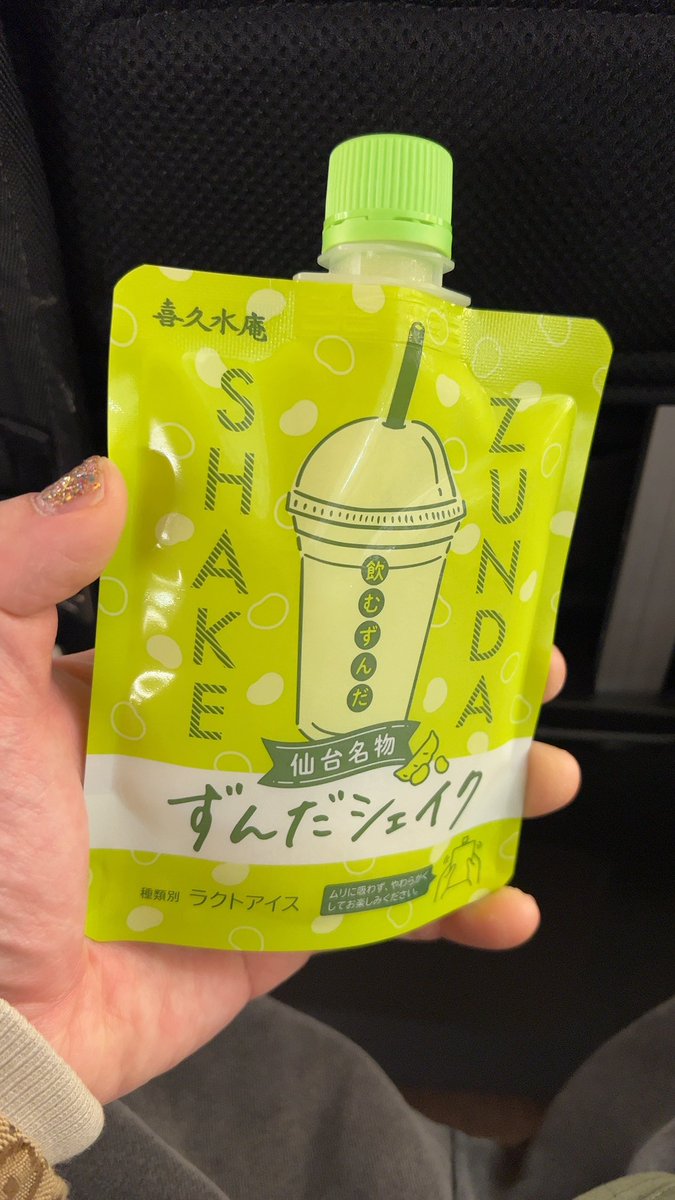 喜久水庵
ZUNDA
SHAKE
飲むずんだ
仙台名物
ずんだシェイク
種類別 ラクトアイス
ムリに吸わず、やわらかく
してお楽しみください。